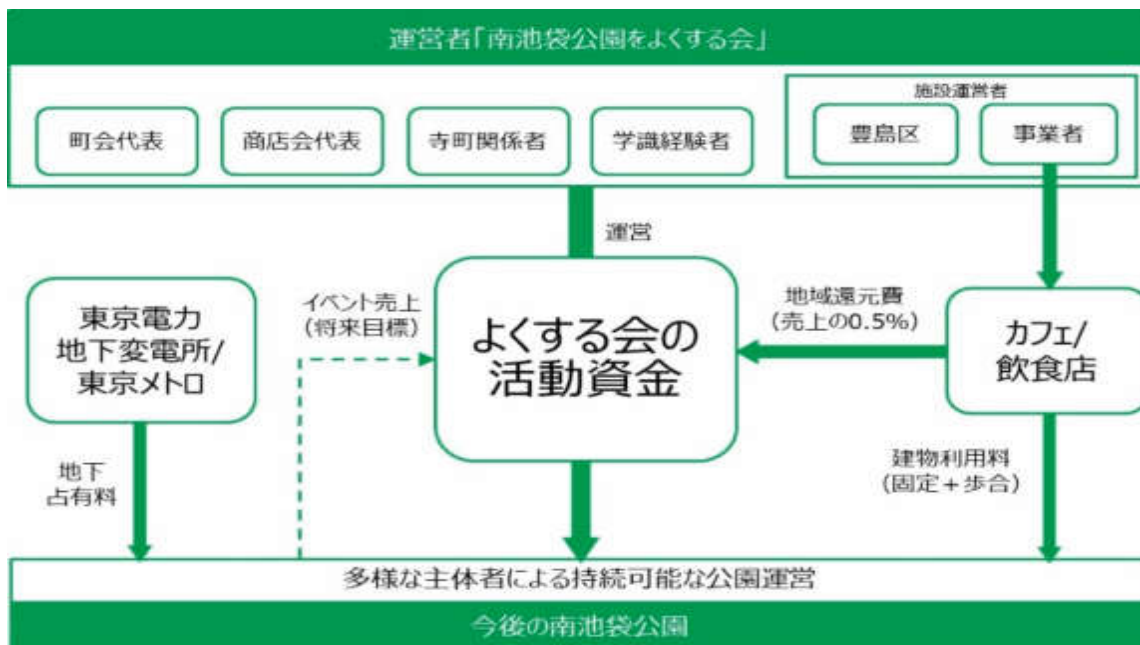 運営者「南池袋公園をよくする会」
施設運営者
町会代表
商店会代表
寺町関係者
学識経験者
豊島区
事業者
運営
東京電力
地下変電所/
東京メトロ
イベント売上
(将来目標)
よくする会の
活動資金
地域還元費
(売上の0.5%)
カフェ/
飲食店
地下
占有料
建物利用料
(固定+歩合)
多様な主体者による持続可能な公園運営
今後の南池袋公園